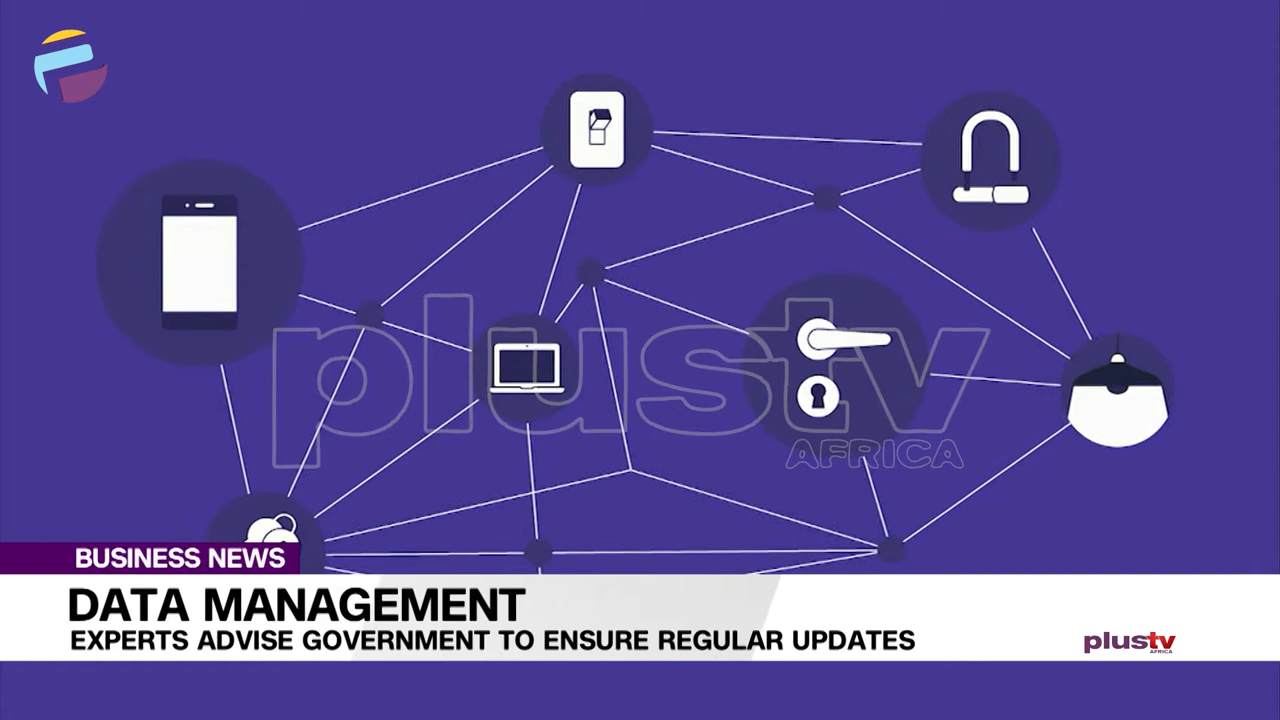 plustv
AFRICA
BUSINESS NEWS
DATA MANAGEMENT
EXPERTS ADVISE GOVERNMENT TO ENSURE REGULAR UPDATES
plustv
AFRICA